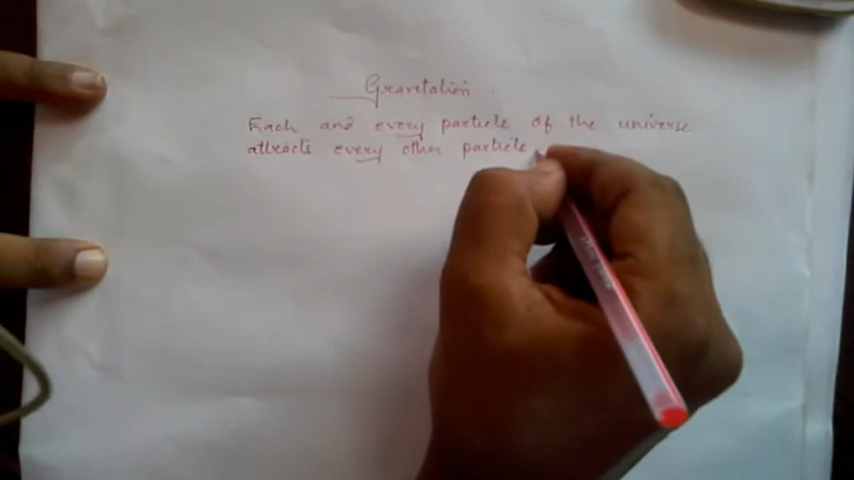 Gravitation
Each and every particle of the universe
attracts every other particle